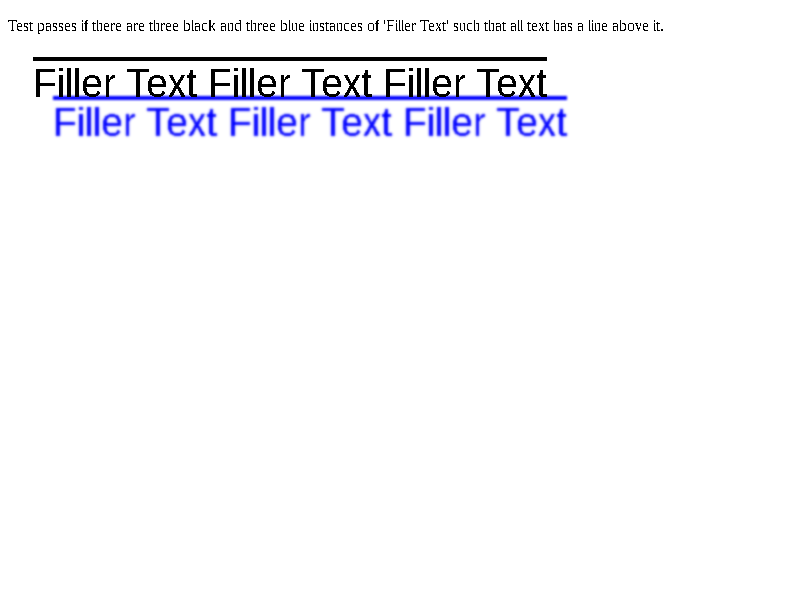 Test passes if there are three black and three blue instances of 'Filler Text' such that all text has a line above it.
Filler Text Filler Text Filler Text
Filler Text Filler Text Filler Text